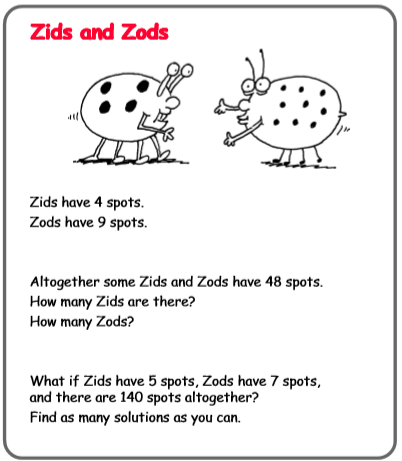 Zids and Zods
Zids have 4 spots.
Zods have 9 spots.
Altogether some Zids and Zods have 48 spots.
How many Zids are there?
How many Zods?
What if Zids have 5 spots, Zods have 7 spots,
and there are 140 spots altogether?
Find as many solutions as you can.